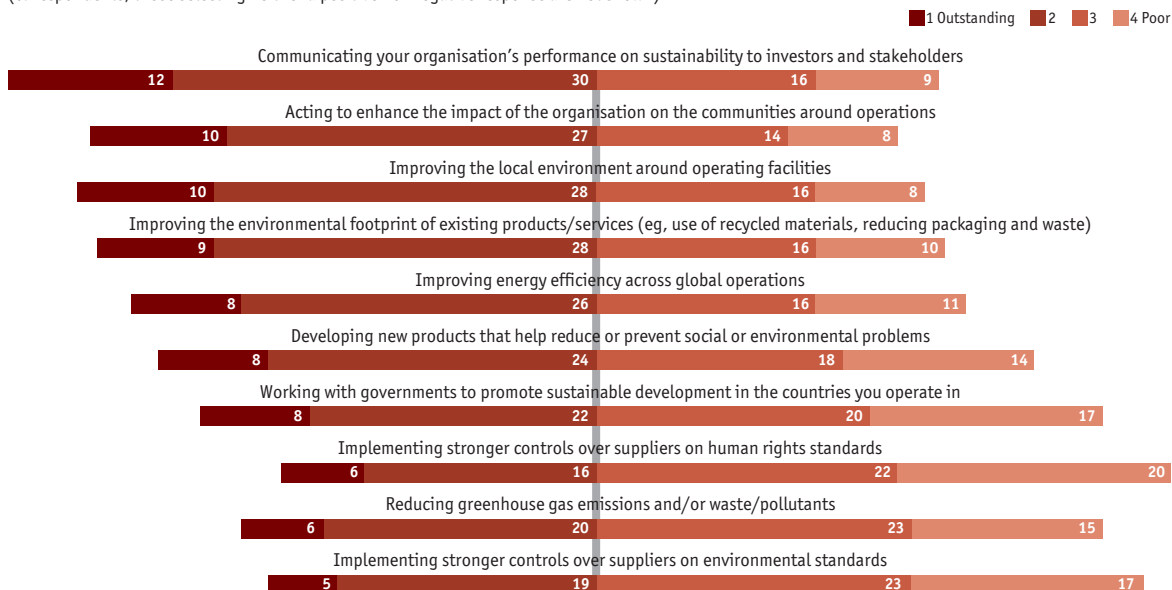 1 Outstanding 2 3 4 Poor
Communicating your organisation's performance on sustainability to investors and stakeholders
12 30 16 9
Acting to enhance the impact of the organisation on the communities around operations
10 27 14 8
Improving the local environment around operating facilities
10 28 16 8
Improving the environmental footprint of existing products/services (eg, use of recycled materials, reducing packaging and waste)
9 28 16 10
Improving energy efficiency across global operations
8 26 16 11
Developing new products that help reduce or prevent social or environmental problems
8 24 18 14
Working with governments to promote sustainable development in the countries you operate in
8 22 20 17
Implementing stronger controls over suppliers on human rights standards
6 16 22 20
Reducing greenhouse gas emissions and/or waste/pollutants
6 20 23 15
Implementing stronger controls over suppliers on environmental standards
5 19 23 17